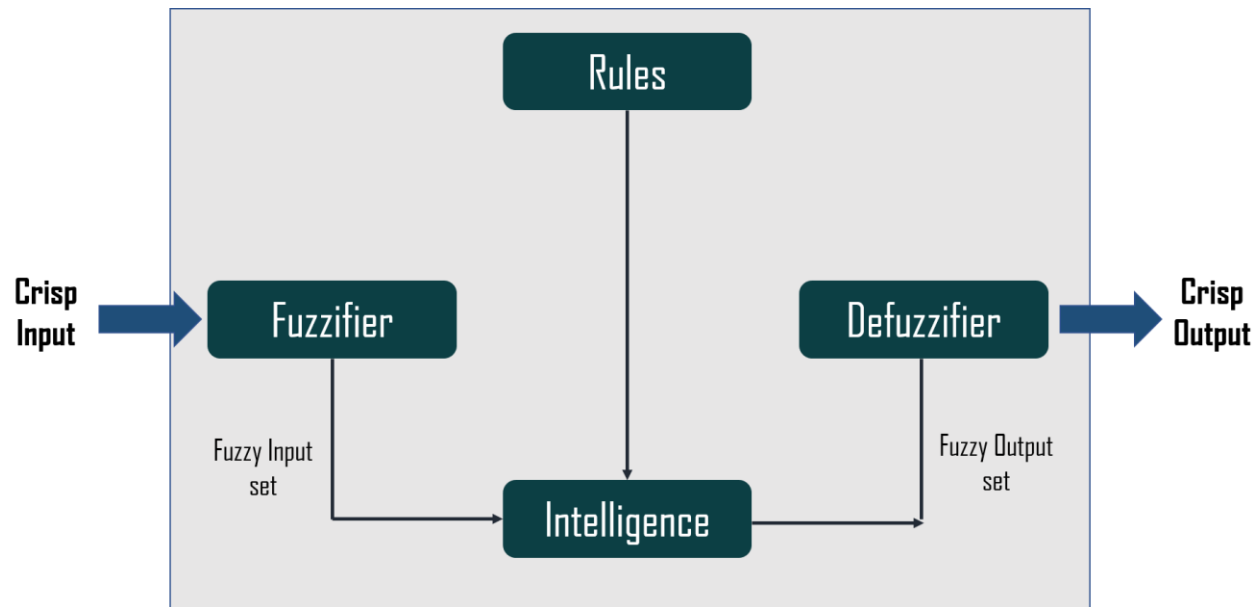 Rules
Crisp
Input
Fuzzifier
Defuzzifier
Crisp
Output
Fuzzy Input
set
Fuzzy Output
set
Intelligence